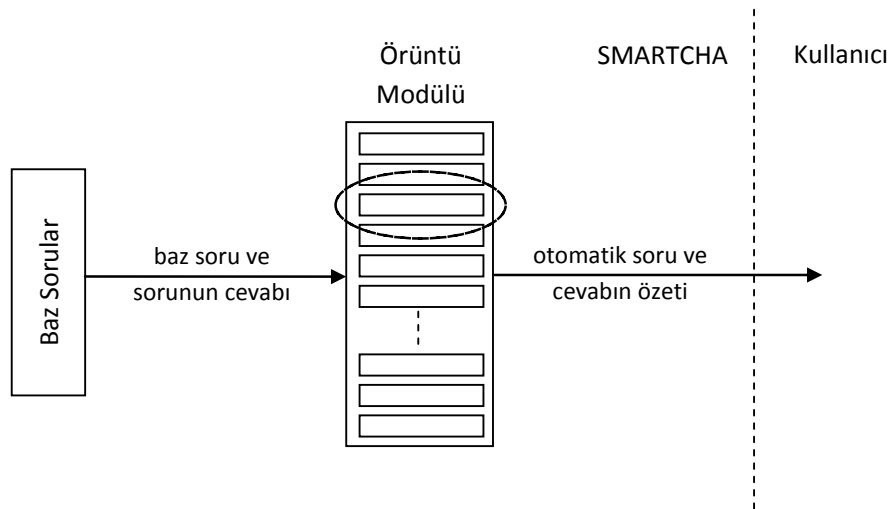 Örüntü
Modülü
SMARTCHA
Kullanıcı
Baz Sorular
baz soru ve
sorunun cevabı
otomatik soru ve
cevabın özeti